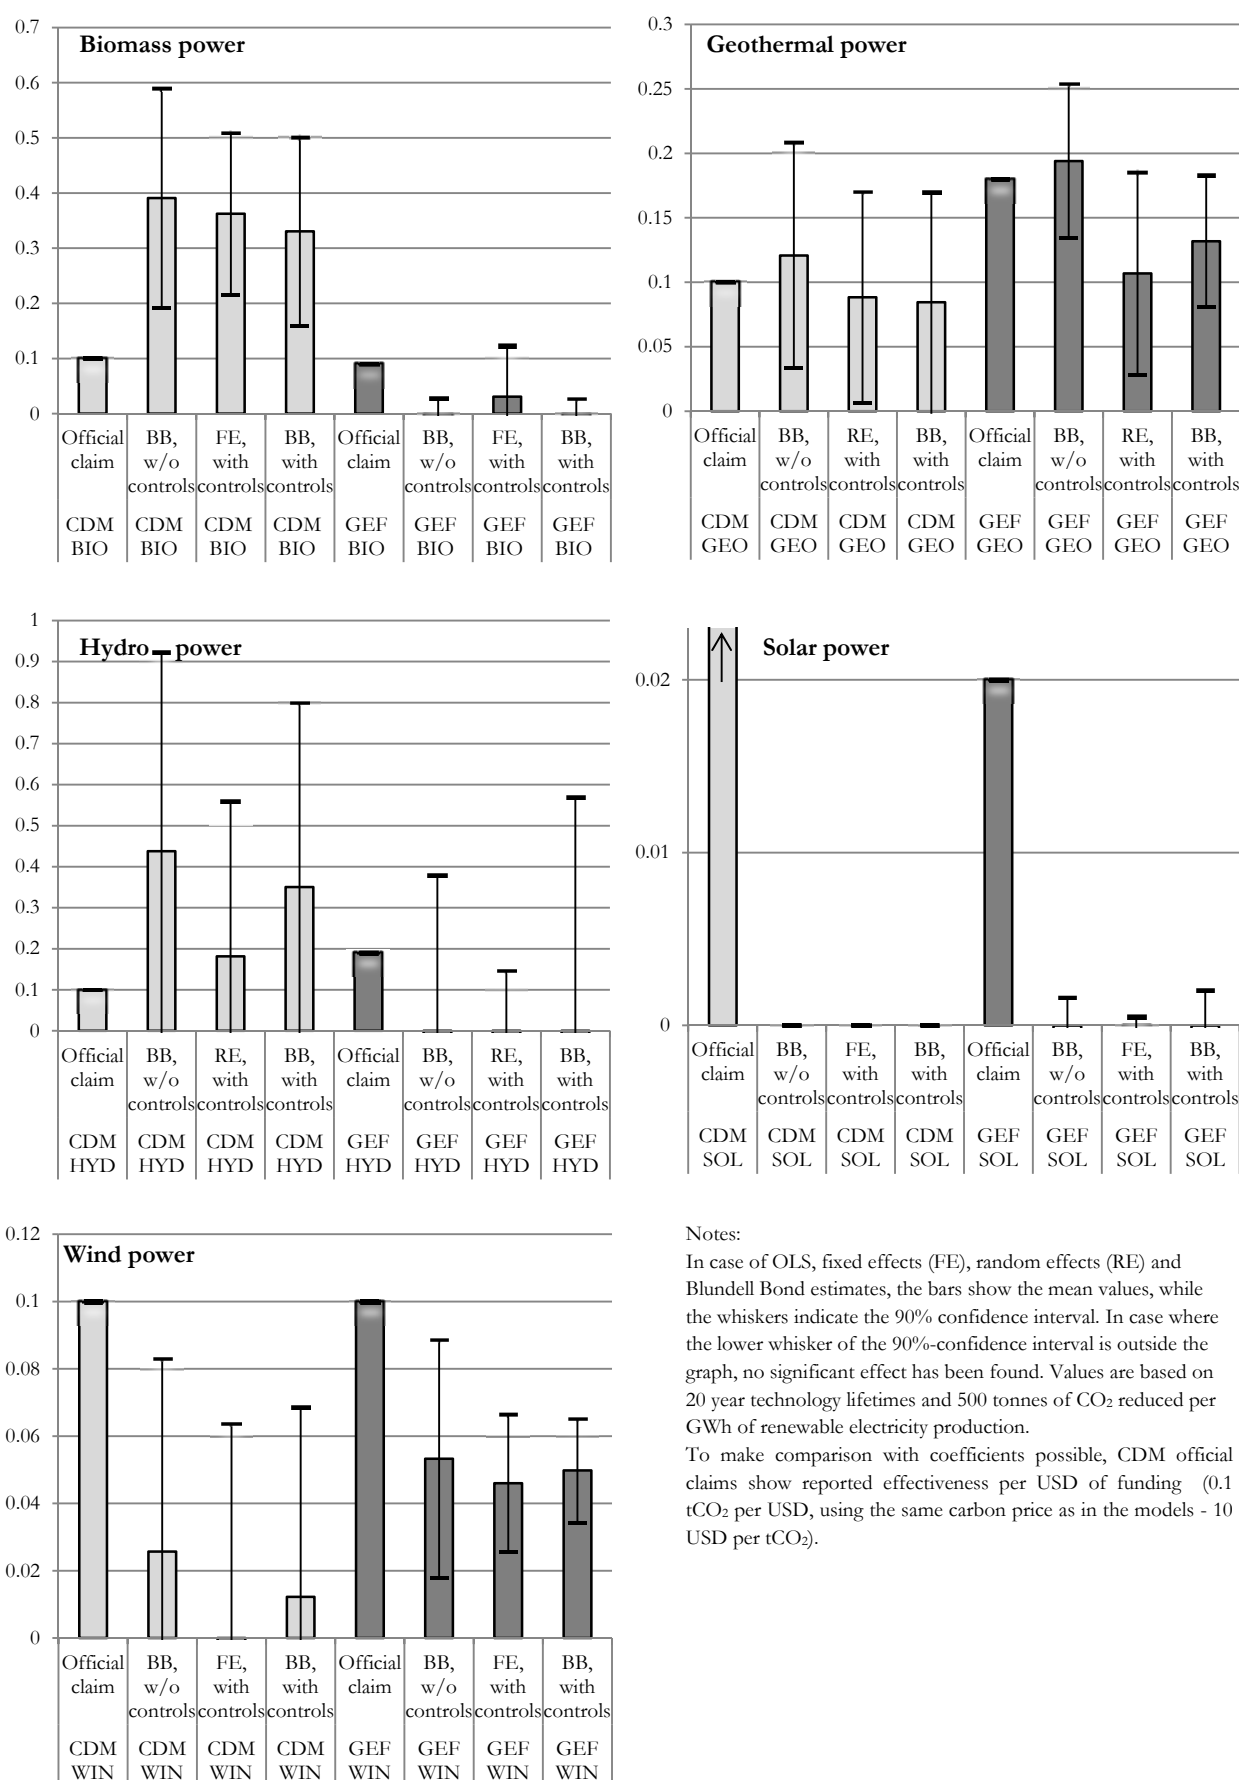 Biomass power
0.7
0.6
0.5
0.4
0.3
0.2
0.1
0
Official BB, FE, BB, Official BB, FE, BB,
claim w/o with with claim w/o with with
controls controls controls controls controls controls
CDM CDM CDM CDM GEF GEF GEF GEF
BIO BIO BIO BIO BIO BIO BIO BIO
Geothermal power
0.3
0.25
0.2
0.15
0.1
0.05
0
Official BB, RE, BB, Official BB, RE, BB,
claim w/o with with claim w/o with with
controls controls controls controls controls controls
CDM CDM CDM CDM GEF GEF GEF GEF
GEO GEO GEO GEO GEO GEO GEO GEO
Hydro power
1
0.9
0.8
0.7
0.6
0.5
0.4
0.3
0.2
0.1
0
Official BB, RE, BB, Official BB, RE, BB,
claim w/o with with claim w/o with with
controls controls controls controls controls controls
CDM CDM CDM CDM GEF GEF GEF GEF
HYD HYD HYD HYD HYD HYD HYD HYD
Solar power
0.02
0.01
0
Official BB, FE, BB, Official BB, FE, BB,
claim w/o with with claim w/o with with
controls controls controls controls controls controls
CDM CDM CDM CDM GEF GEF GEF GEF
SOL SOL SOL SOL SOL SOL SOL SOL
Wind power
0.12
0.1
0.08
0.06
0.04
0.02
0
Official BB, FE, BB, Official BB, FE, BB,
claim w/o with with claim w/o with with
controls controls controls controls controls controls
CDM CDM CDM CDM GEF GEF GEF GEF
WIN WIN WIN WIN WIN WIN WIN WIN
Notes:
In case of OLS, fixed effects (FE), random effects (RE) and
Blundell Bond estimates, the bars show the mean values, while
the whiskers indicate the 90% confidence interval. In case where
the lower whisker of the 90%-confidence interval is outside the
graph, no significant effect has been found. Values are based on
20 year technology lifetimes and 500 tonnes of CO₂ reduced per
GWh of renewable electricity production.
To make comparison with coefficients possible, CDM official
claims show reported effectiveness per USD of funding (0.1
tCO₂ per USD, using the same carbon price as in the models - 10
USD per tCO₂).